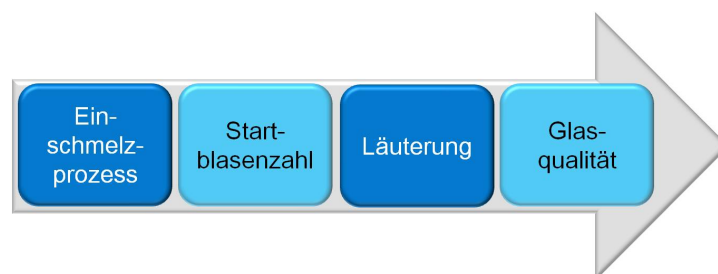 Ein-
schmelz-
prozess
Start-
blasenzahl
Läuterung
Glas-
qualität